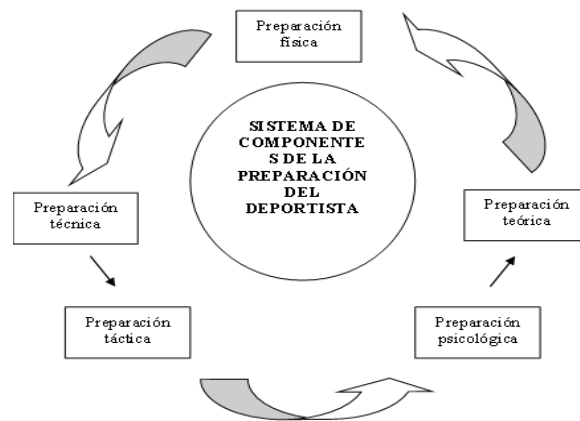 Preparación
física
SISTEMA DE
COMPONENTE
S DE LA
PREPARACIÓN
DEL
DEPORTISTA
Preparación
técnica
Preparación
teórica
Preparación
táctica
Preparación
psicológica